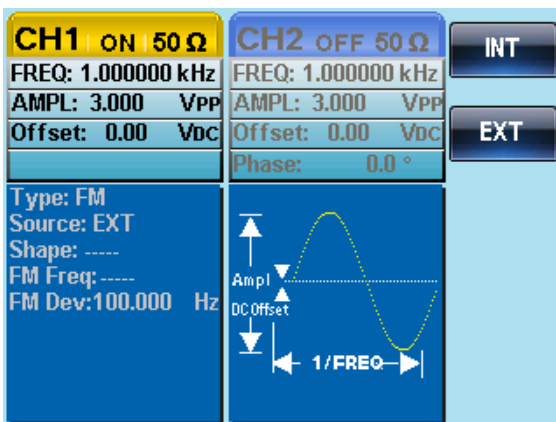 CH1 ON 50 Ω
FREQ: 1.000000 kHz
AMPL: 3.000 VPP
Offset: 0.00 VDC
CH2 OFF 50 Ω
FREQ: 1.000000 kHz
AMPL: 3.000 VPP
Offset: 0.00 VDC
Phase: 0.0 °
INT
EXT
Type: FM
Source: EXT
Shape: -----
FM Freq: -----
FM Dev:100.000 Hz
Ampl
DC Offset
1/FREQ